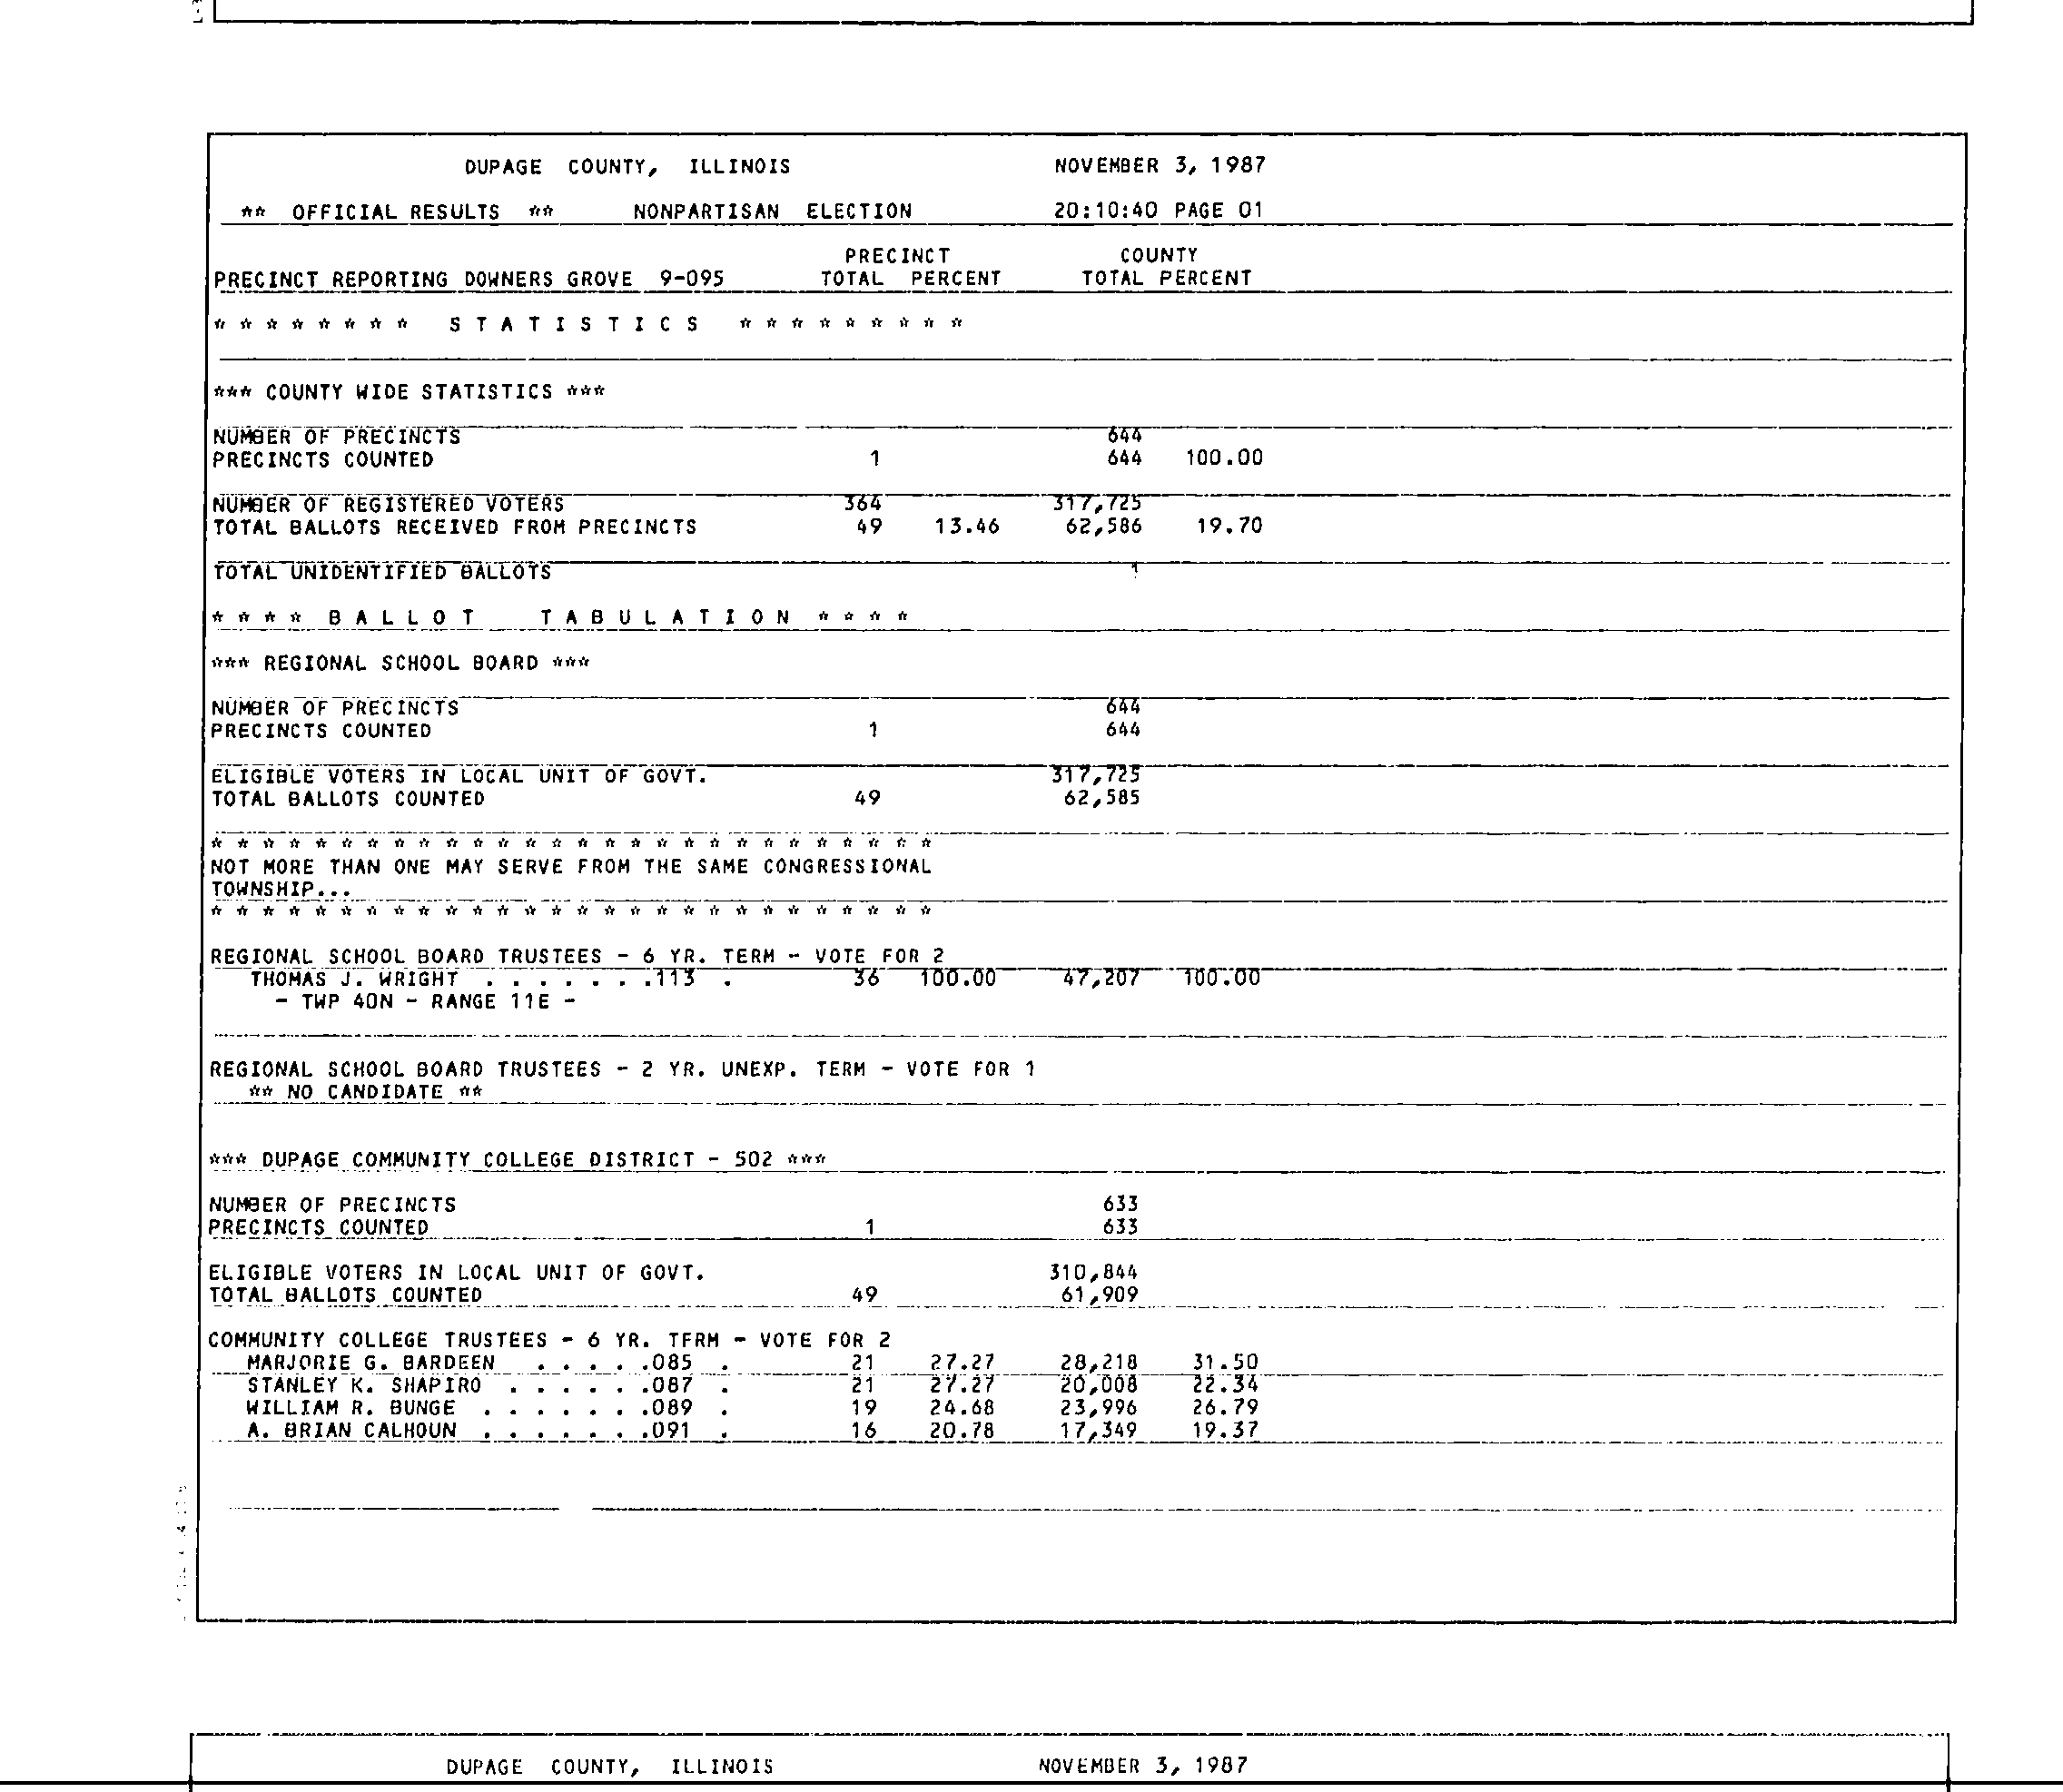 DUPAGE COUNTY, ILLINOIS NOVEMBER 3, 1987
** OFFICIAL RESULTS ** NONPARTISAN ELECTION 20:10:40 PAGE 01
PRECINCT COUNTY
PRECINCT REPORTING DOWNERS GROVE 9-095 TOTAL PERCENT TOTAL PERCENT
* * * * * * * * S T A T I S T I C S * * * * * * * * *
*** COUNTY WIDE STATISTICS ***
NUMBER OF PRECINCTS 644
PRECINCTS COUNTED 1 644 100.00
NUMBER OF REGISTERED VOTERS 364 317,725
TOTAL BALLOTS RECEIVED FROM PRECINCTS 49 13.46 62,586 19.70
TOTAL UNIDENTIFIED BALLOTS 1
* * * * B A L L O T T A B U L A T I O N * * * *
*** REGIONAL SCHOOL BOARD ***
NUMBER OF PRECINCTS 644
PRECINCTS COUNTED 1 644
ELIGIBLE VOTERS IN LOCAL UNIT OF GOVT. 317,725
TOTAL BALLOTS COUNTED 49 62,585
* * * * * * * * * * * * * * * * * * * * * * * * * * * *
NOT MORE THAN ONE MAY SERVE FROM THE SAME CONGRESSIONAL
TOWNSHIP...
* * * * * * * * * * * * * * * * * * * * * * * * * * * *
REGIONAL SCHOOL BOARD TRUSTEES - 6 YR. TERM - VOTE FOR 2
THOMAS J. WRIGHT . . . . . . .113 . 36 100.00 47,207 100.00
- TWP 40N - RANGE 11E -
REGIONAL SCHOOL BOARD TRUSTEES - 2 YR. UNEXP. TERM - VOTE FOR 1
** NO CANDIDATE **
*** DUPAGE COMMUNITY COLLEGE DISTRICT - 502 ***
NUMBER OF PRECINCTS 633
PRECINCTS COUNTED 1 633
ELIGIBLE VOTERS IN LOCAL UNIT OF GOVT. 310,844
TOTAL BALLOTS COUNTED 49 61,909
COMMUNITY COLLEGE TRUSTEES - 6 YR. TERM - VOTE FOR 2
MARJORIE G. BARDEEN . . . . .085 . 21 27.27 28,218 31.50
STANLEY K. SHAPIRO . . . . . .087 . 21 27.27 20,008 22.34
WILLIAM R. BUNGE . . . . . . .089 . 19 24.68 23,996 26.79
A. BRIAN CALHOUN . . . . . . .091 . 16 20.78 17,349 19.37
DUPAGE COUNTY, ILLINOIS NOVEMBER 3, 1987